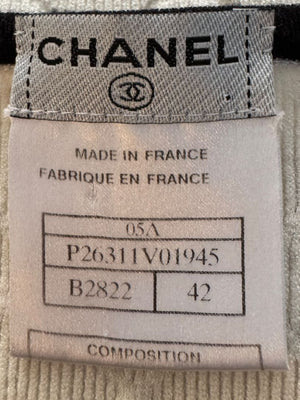 CHANEL
MADE IN FRANCE
FABRIQUE EN FRANCE
05A
P26311V01945
B2822 42
COMPOSITION